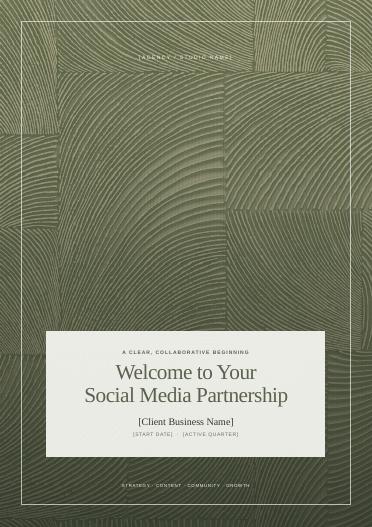 [AGENCY / STUDIO NAME]
A CLEAR, COLLABORATIVE BEGINNING
Welcome to Your
Social Media Partnership
[Client Business Name]
[START DATE] · [ACTIVE QUARTER]
STRATEGY · CONTENT · COMMUNITY · GROWTH